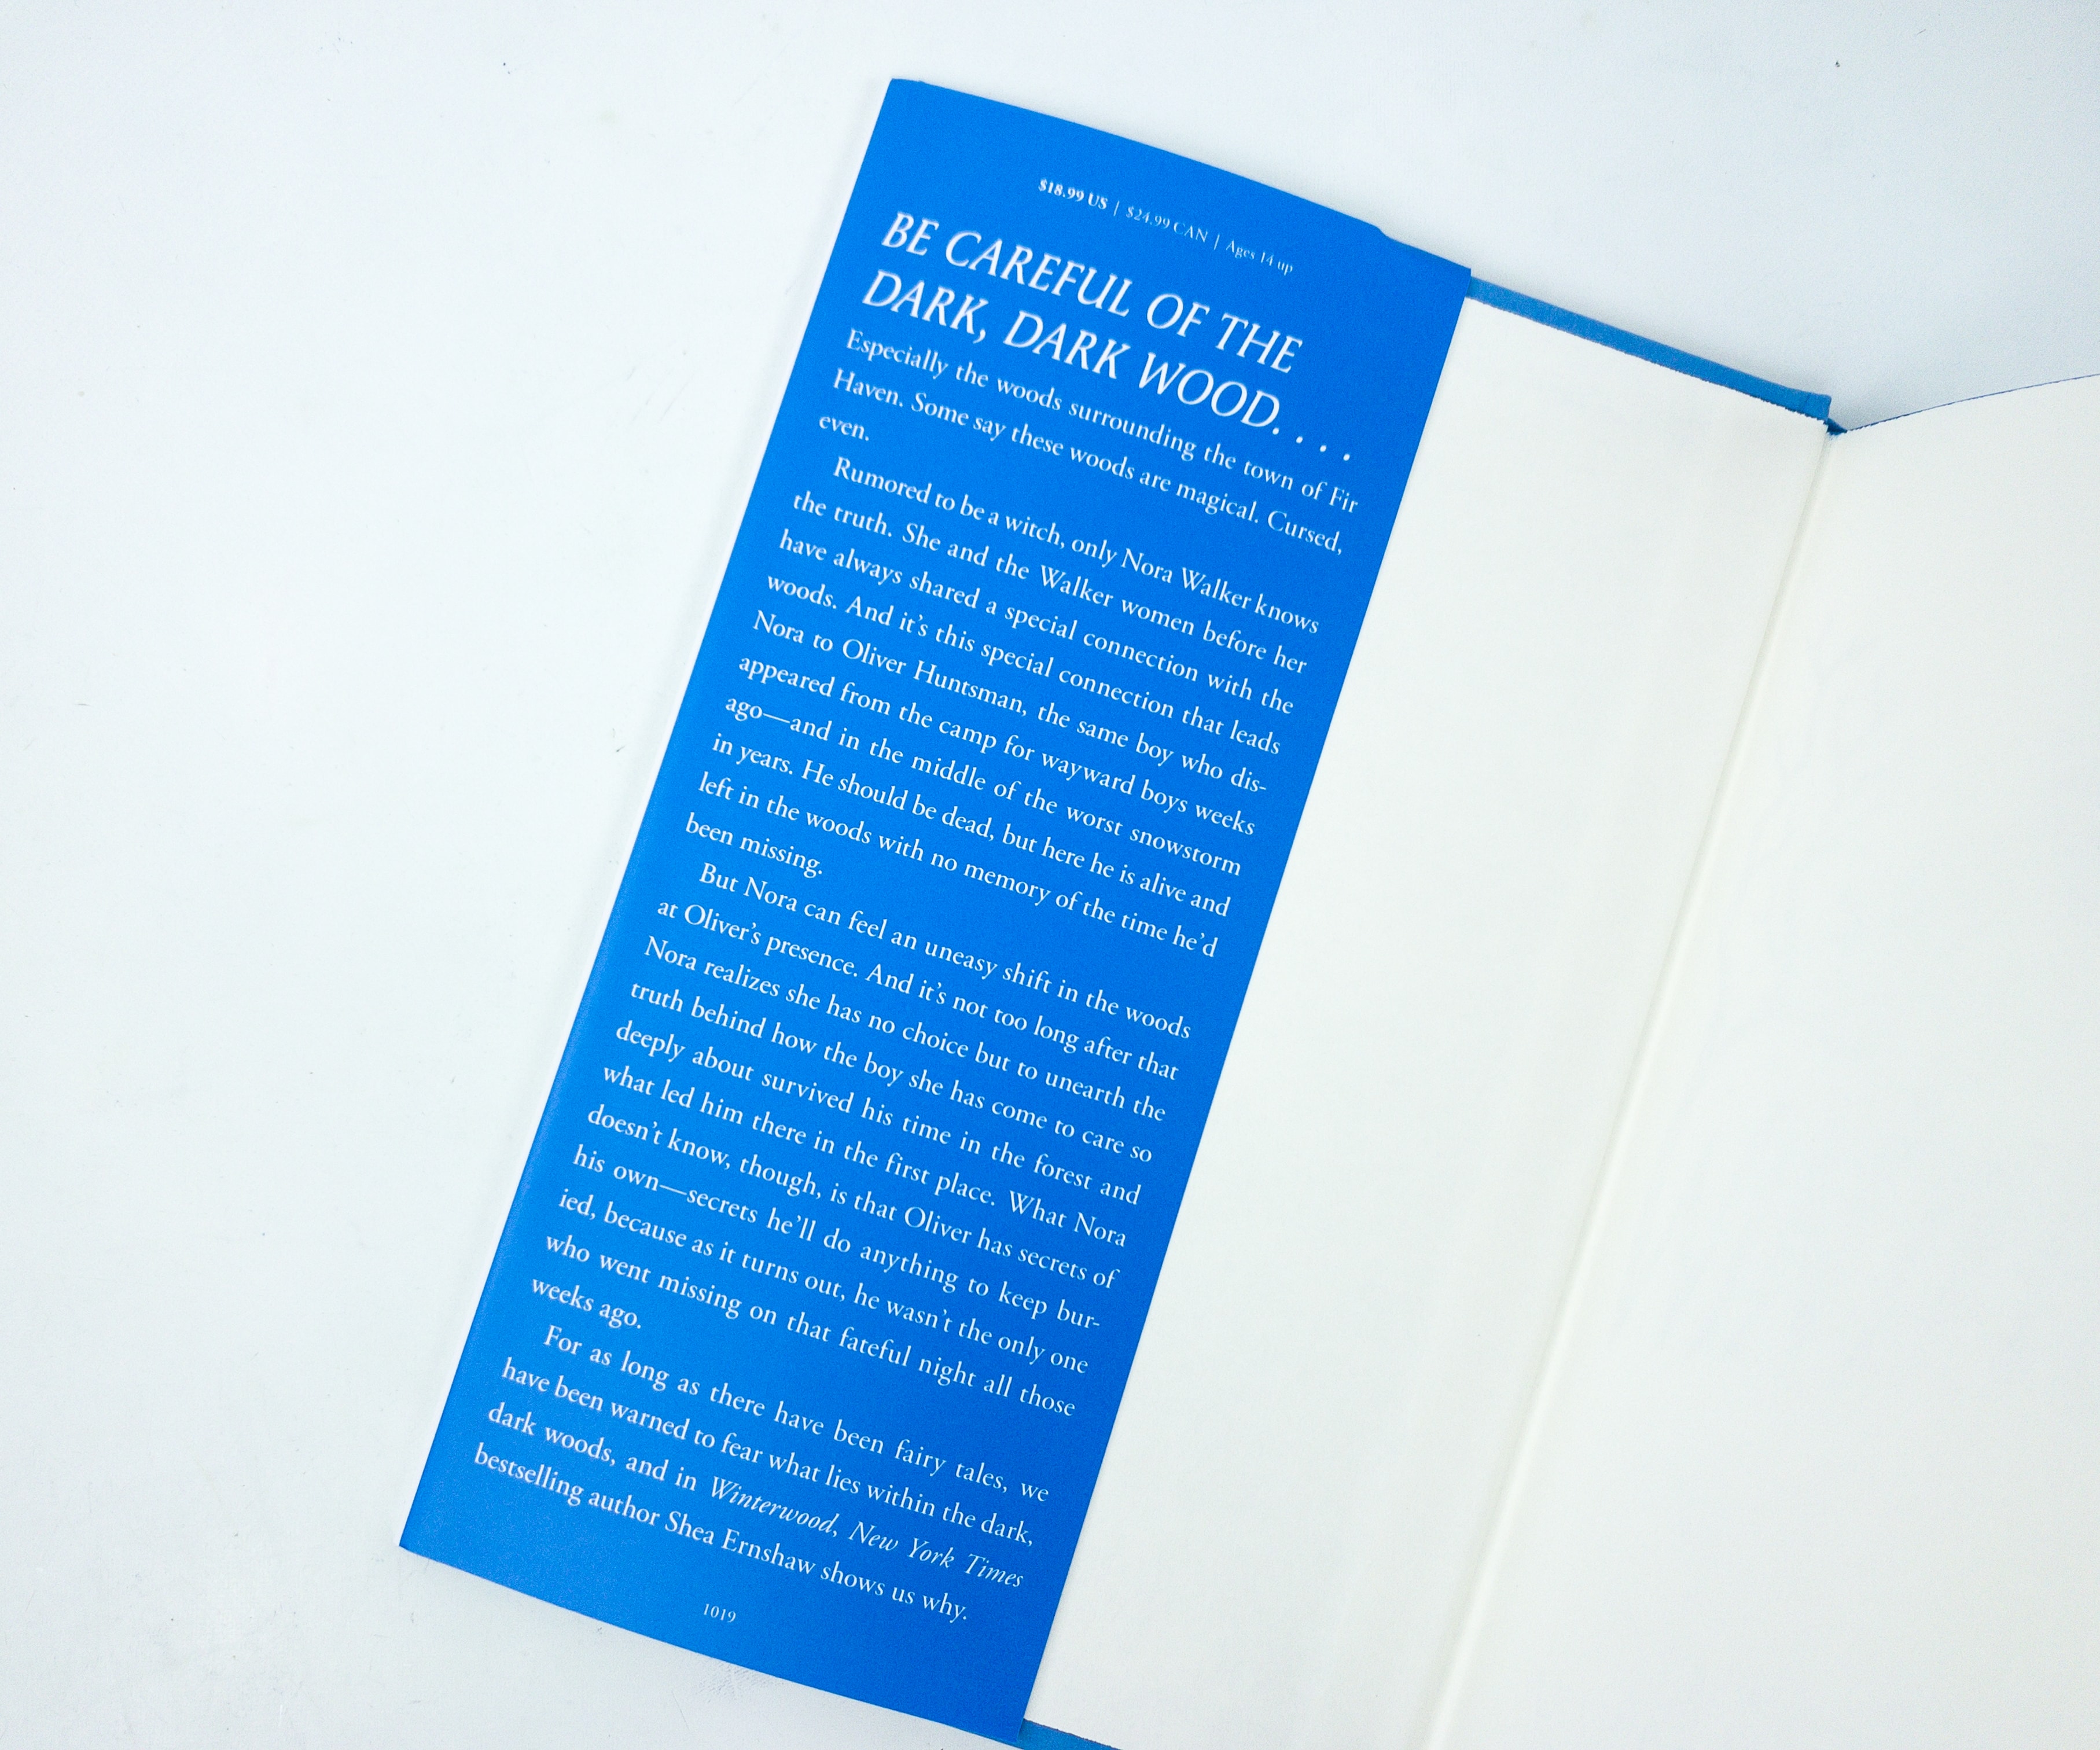 $18.99 US | $24.99 CAN | Ages 14 up
BE CAREFUL OF THE
DARK, DARK WOOD. . . .
Especially the woods surrounding the town of Fir
Haven. Some say these woods are magical. Cursed,
even.
Rumored to be a witch, only Nora Walker knows
the truth. She and the Walker women before her
have always shared a special connection with the
woods. And it’s this special connection that leads
Nora to Oliver Huntsman, the same boy who dis-
appeared from the camp for wayward boys weeks
ago—and in the middle of the worst snowstorm
in years. He should be dead, but here he is alive and
left in the woods with no memory of the time he’d
been missing.
But Nora can feel an uneasy shift in the woods
at Oliver’s presence. And it’s not too long after that
Nora realizes she has no choice but to unearth the
truth behind how the boy she has come to care so
deeply about survived his time in the forest and
what led him there in the first place. What Nora
doesn’t know, though, is that Oliver has secrets of
his own—secrets he’ll do anything to keep bur-
ied, because as it turns out, he wasn’t the only one
who went missing on that fateful night all those
weeks ago.
For as long as there have been fairy tales, we
have been warned to fear what lies within the dark,
dark woods, and in Winterwood, New York Times
bestselling author Shea Ernshaw shows us why.
1019